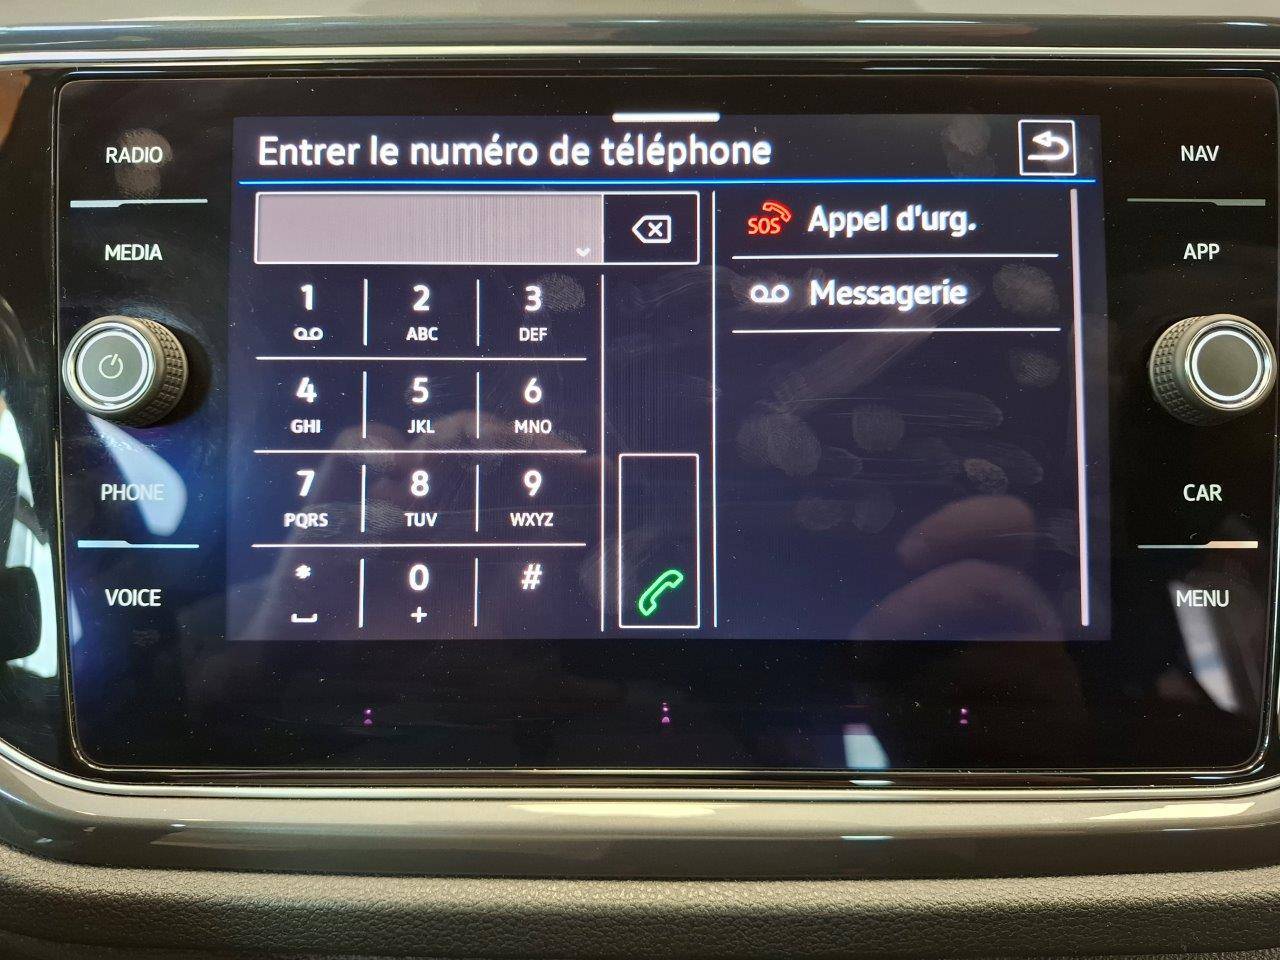 Entrer le numéro de téléphone
RADIO
MEDIA
PHONE
VOICE
SOS Appel d'urg.
Messagerie
1 2 3
ABC DEF
4 5 6
GHI JKL MNO
7 8 9
PQRS TUV WXYZ
* 0 #
+
NAV
APP
CAR
MENU